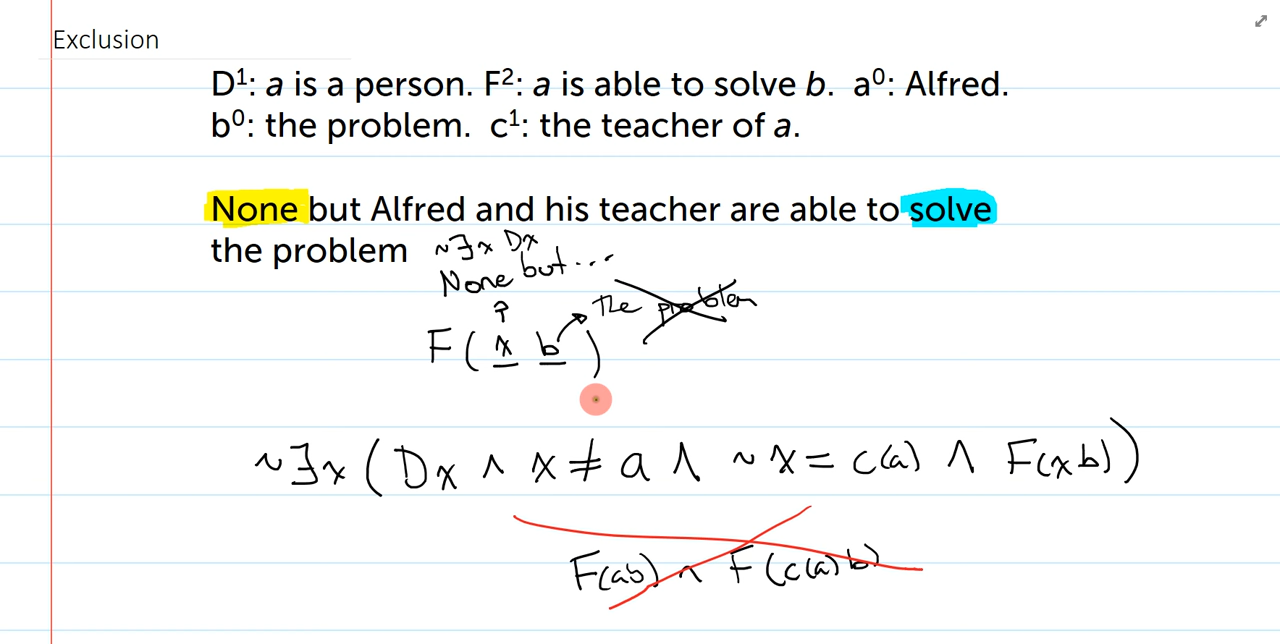 Exclusion
D¹: a is a person. F²: a is able to solve b. a⁰: Alfred.
b⁰: the problem. c¹: the teacher of a.
None but Alfred and his teacher are able to solve
the problem
~∃x Dx
None but...
The problem
F(x b)
~∃x(Dx ∧ x ≠ a ∧ ~x = c(a) ∧ F(xb))
F(ab) ∧ F(c(a)b)